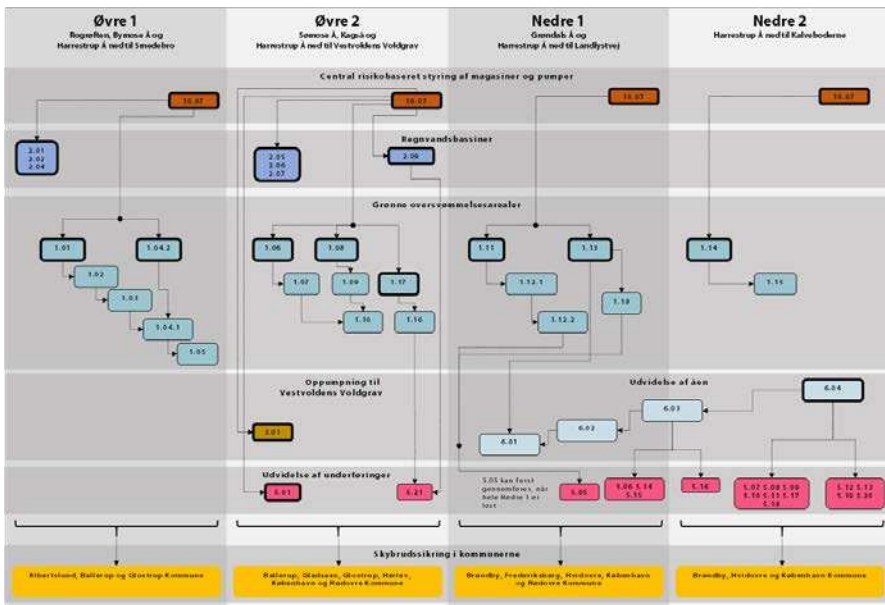 Øvre 1
Rogrøften, Bymose Å og
Harrestrup Å ned til Smedebro
Øvre 2
Sømose Å, Kagså og
Harrestrup Å ned til Vestvoldens Voldgrav
Nedre 1
Grøndals Å og
Harrestrup Å ned til Landlystvej
Nedre 2
Harrestrup Å ned til Kalveboderne
Central risikobaseret styring af magasiner og pumper
10.07
10.07
10.07
10.07
Regnvandsbassiner
2.01
2.02
2.04
2.05
2.06
2.07
2.09
Grønne oversvømmelsesarealer
1.01
1.04.2
1.06
1.08
1.11
1.13
1.14
1.02
1.07
1.09
1.17
1.12.1
1.15
1.03
1.18
1.04.1
1.10
1.16
1.12.2
1.05
Oppumpning til
Vestvoldens Voldgrav
Udvidelse af åen
6.04
6.03
6.02
6.01
3.01
Udvidelse af underføringer
5.01
5.21
5.05 kan først
gennemføres, når
hele Nedre 1 er
løst
5.05
5.06 5.14
5.15
5.16
5.07 5.08 5.09
5.10 5.11 5.17
5.18
5.12 5.13
Skybrudssikring i kommunerne
Albertslund, Ballerup og Glostrup Kommune
Ballerup, Gladsaxe, Glostrup, Herlev,
København og Rødovre Kommune
Brøndby, Frederiksberg, Hvidovre, København
og Rødovre Kommune
Brøndby, Hvidovre og København Kommune